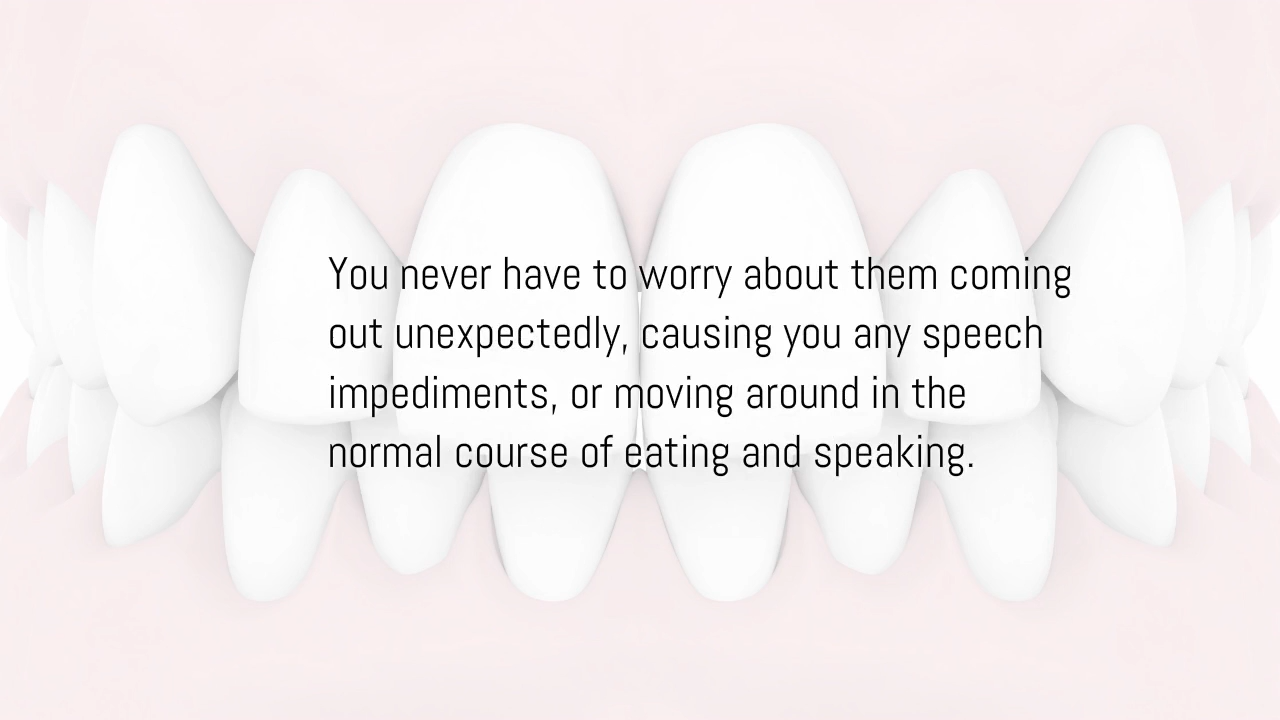 You never have to worry about them coming
out unexpectedly, causing you any speech
impediments, or moving around in the
normal course of eating and speaking.